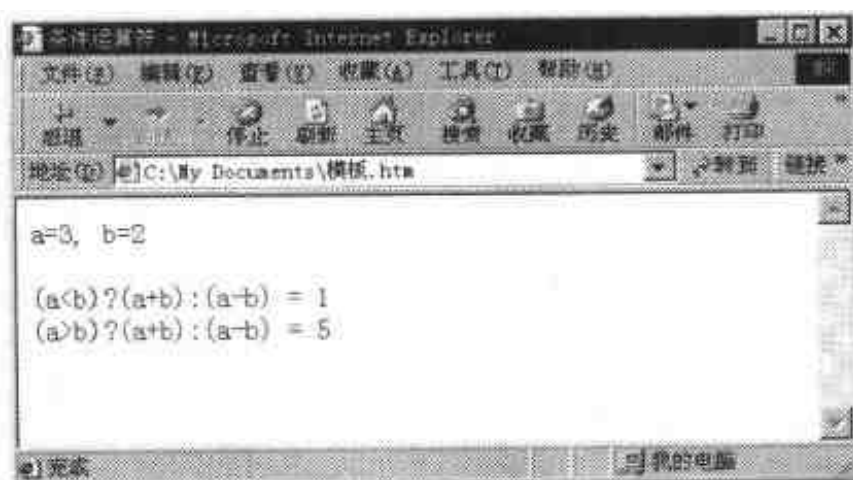 条件运算符 - Microsoft Internet Explorer
文件(F) 编辑(E) 查看(V) 收藏(A) 工具(T) 帮助(H)
后退 停止 刷新 主页 搜索 收藏 历史 邮件 打印
地址(D) C:\My Documents\模板.htm 转到 链接 »
a=3, b=2
(a<b)?(a+b):(a-b) = 1
(a>b)?(a+b):(a-b) = 5
完成 我的电脑